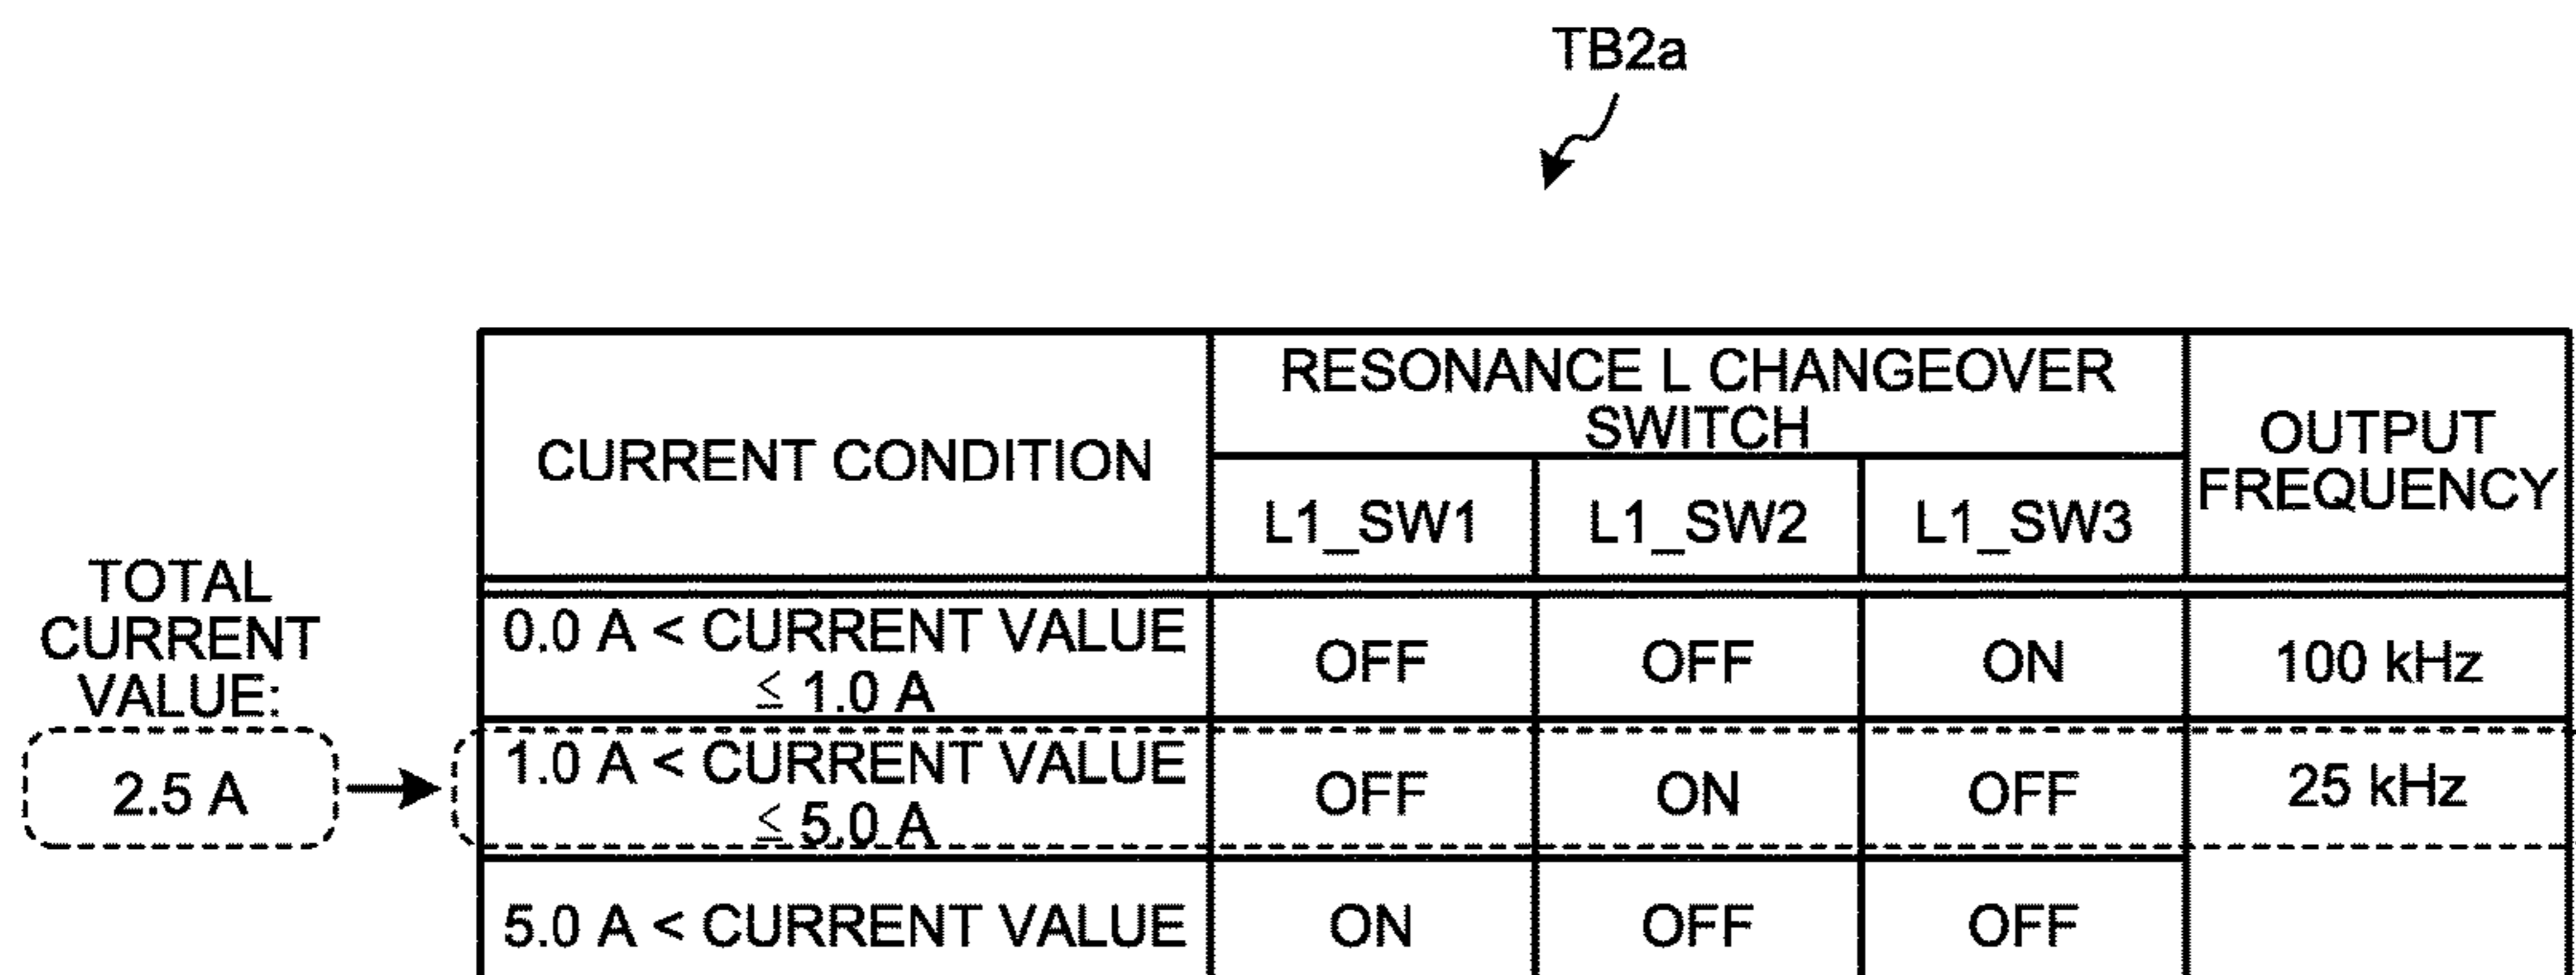 TB2a
CURRENT CONDITION
RESONANCE L CHANGEOVER
SWITCH
OUTPUT
FREQUENCY
L1_SW1
L1_SW2
L1_SW3
TOTAL
CURRENT
VALUE:
2.5 A
0.0 A < CURRENT VALUE
≤ 1.0 A
OFF
OFF
ON
100 kHz
1.0 A < CURRENT VALUE
≤ 5.0 A
OFF
ON
OFF
25 kHz
5.0 A < CURRENT VALUE
ON
OFF
OFF